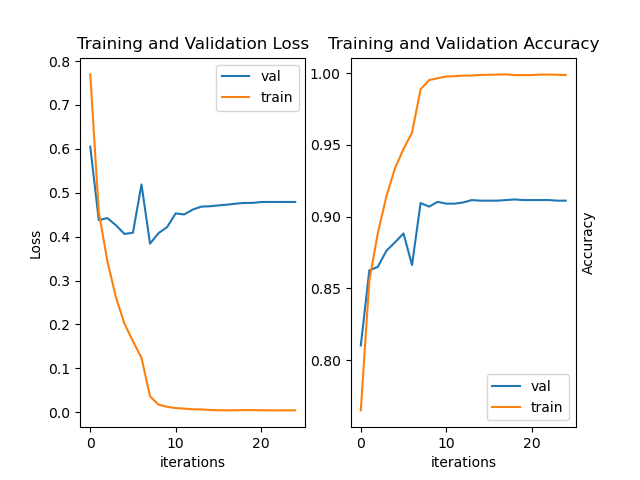 Training and Validation Loss
Training and Validation Accuracy
val
train
0.8
0.7
0.6
0.5
0.4
0.3
0.2
0.1
0.0
Loss
0
10
20
iterations
1.00
0.95
0.90
0.85
0.80
Accuracy
val
train
0
10
20
iterations